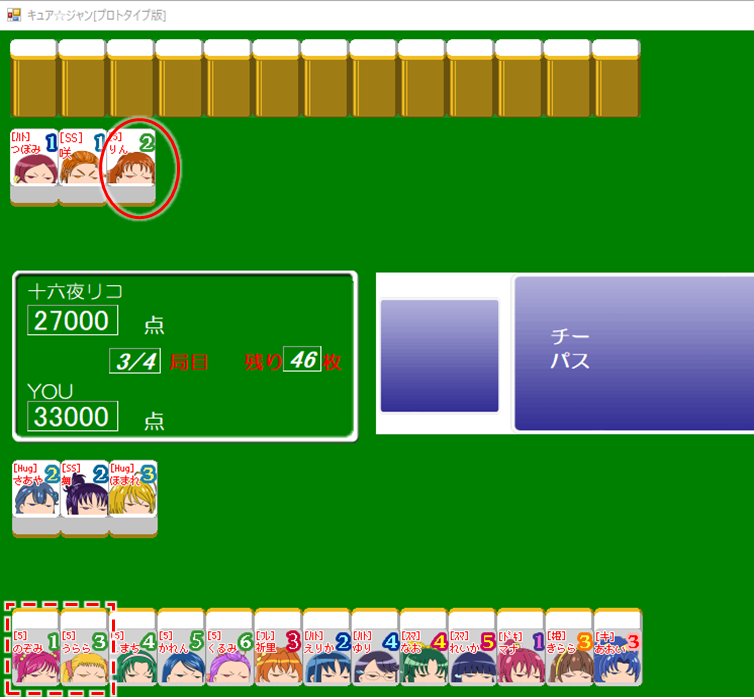 キュア☆ジャン[プロトタイプ版]
[ハト] 1
つぼみ
[SS] 1
咲
[5] 2
りん
十六夜リコ
27000 点
3/4 局目 残り 46 枚
YOU
33000 点
チー
パス
[Hug] 2
さあや
[SS] 2
舞
[Hug] 3
ほまれ
[5]
のぞみ 1
[5]
うらら 3
[5]
こまち 4
[5]
かれん 5
[5]
くるみ 6
[フレ]
祈里 3
[ハト]
えりか 2
[ハト]
ゆり 4
[スマ]
なお 4
[スマ]
れいか 5
[ドキ]
マナ 1
[姫]
きらら 3
[キ]
あおい 3